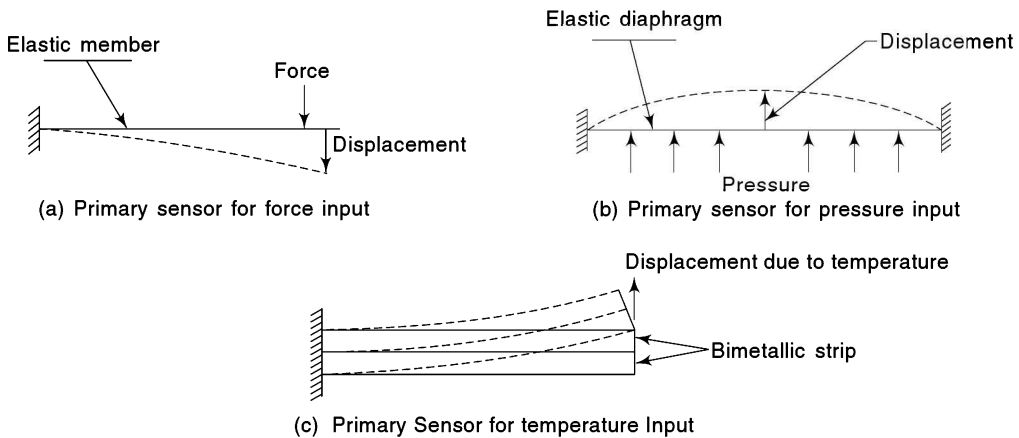 Elastic member
Force
Displacement
(a) Primary sensor for force input
Elastic diaphragm
Displacement
Pressure
(b) Primary sensor for pressure input
Displacement due to temperature
Bimetallic strip
(c) Primary Sensor for temperature Input